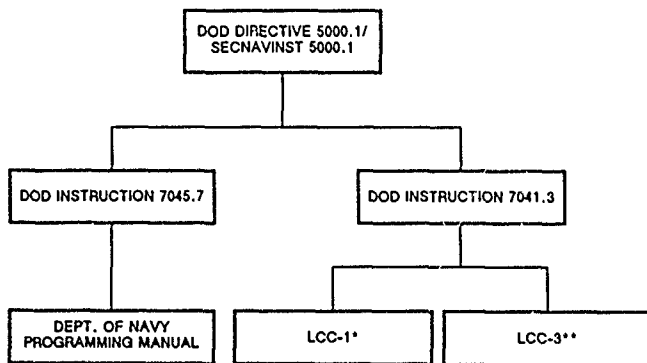 DOD DIRECTIVE 5000.1/
SECNAVINST 5000.1
DOD INSTRUCTION 7045.7
DOD INSTRUCTION 7041.3
DEPT. OF NAVY
PROGRAMMING MANUAL
LCC-1*
LCC-3**